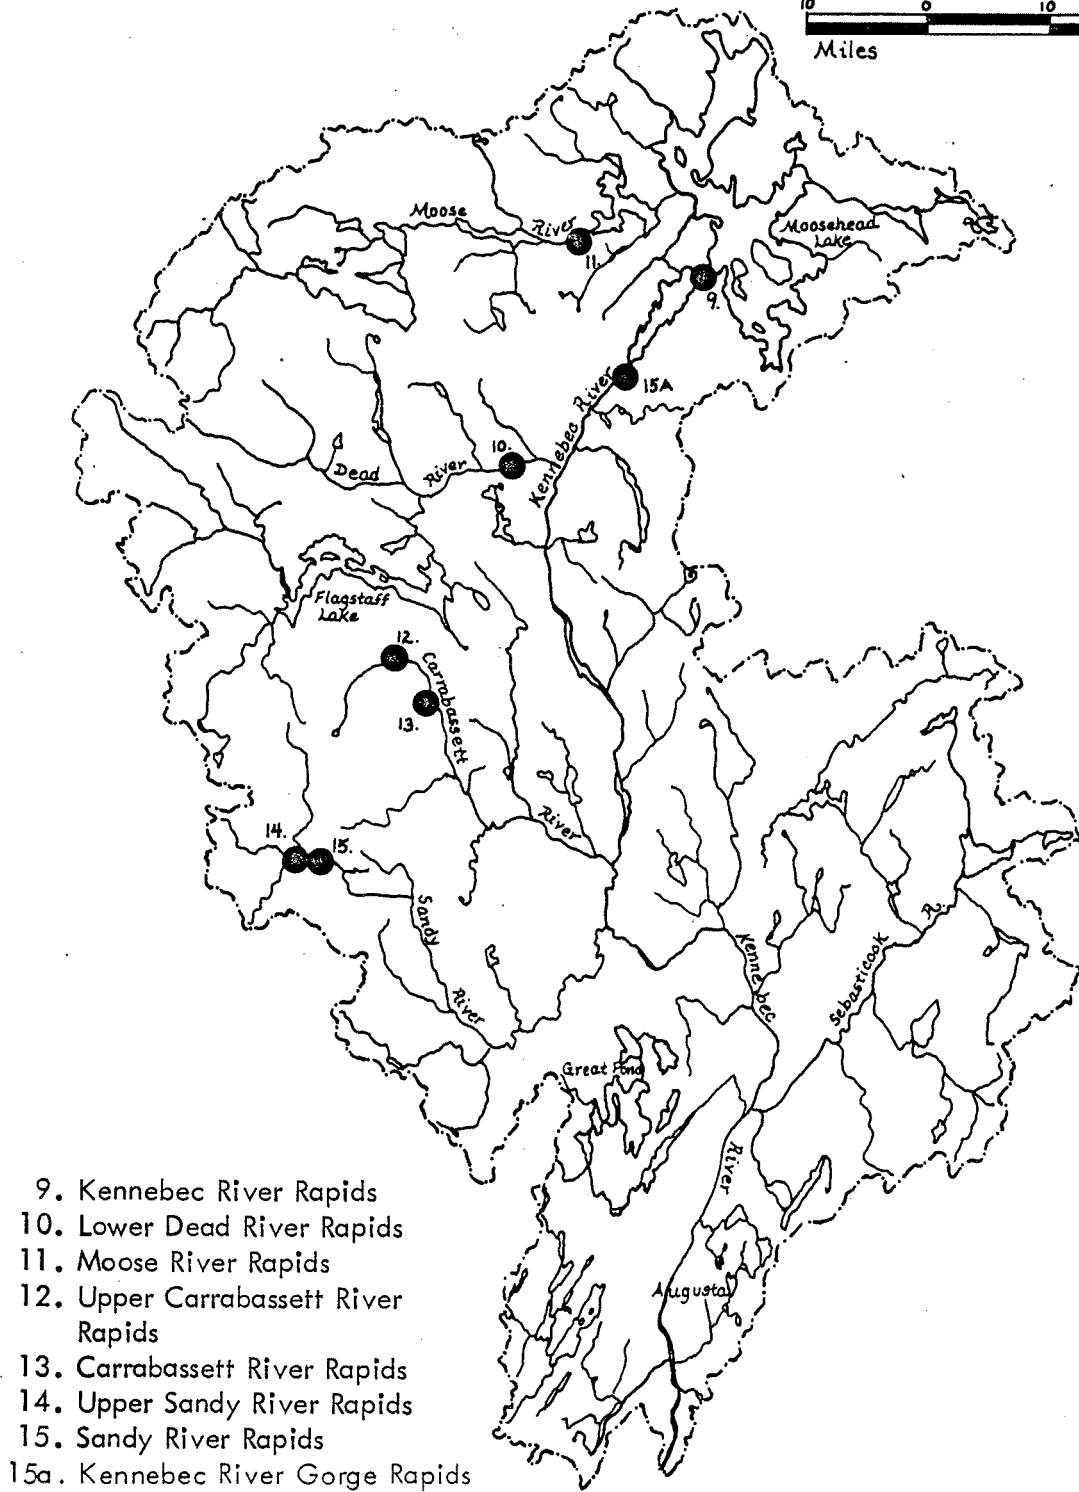 10 0 10
Miles
Moose
River
11.
Moosehead
Lake
9.
15A
Kennebec River
10.
Dead
River
Flagstaff
Lake
12.
Carrabassett
13.
River
14.
15.
Sandy
River
Kennebec
Sebasticook
R.
Great Pond
River
Augusta
9. Kennebec River Rapids
10. Lower Dead River Rapids
11. Moose River Rapids
12. Upper Carrabassett River
Rapids
13. Carrabassett River Rapids
14. Upper Sandy River Rapids
15. Sandy River Rapids
15a. Kennebec River Gorge Rapids